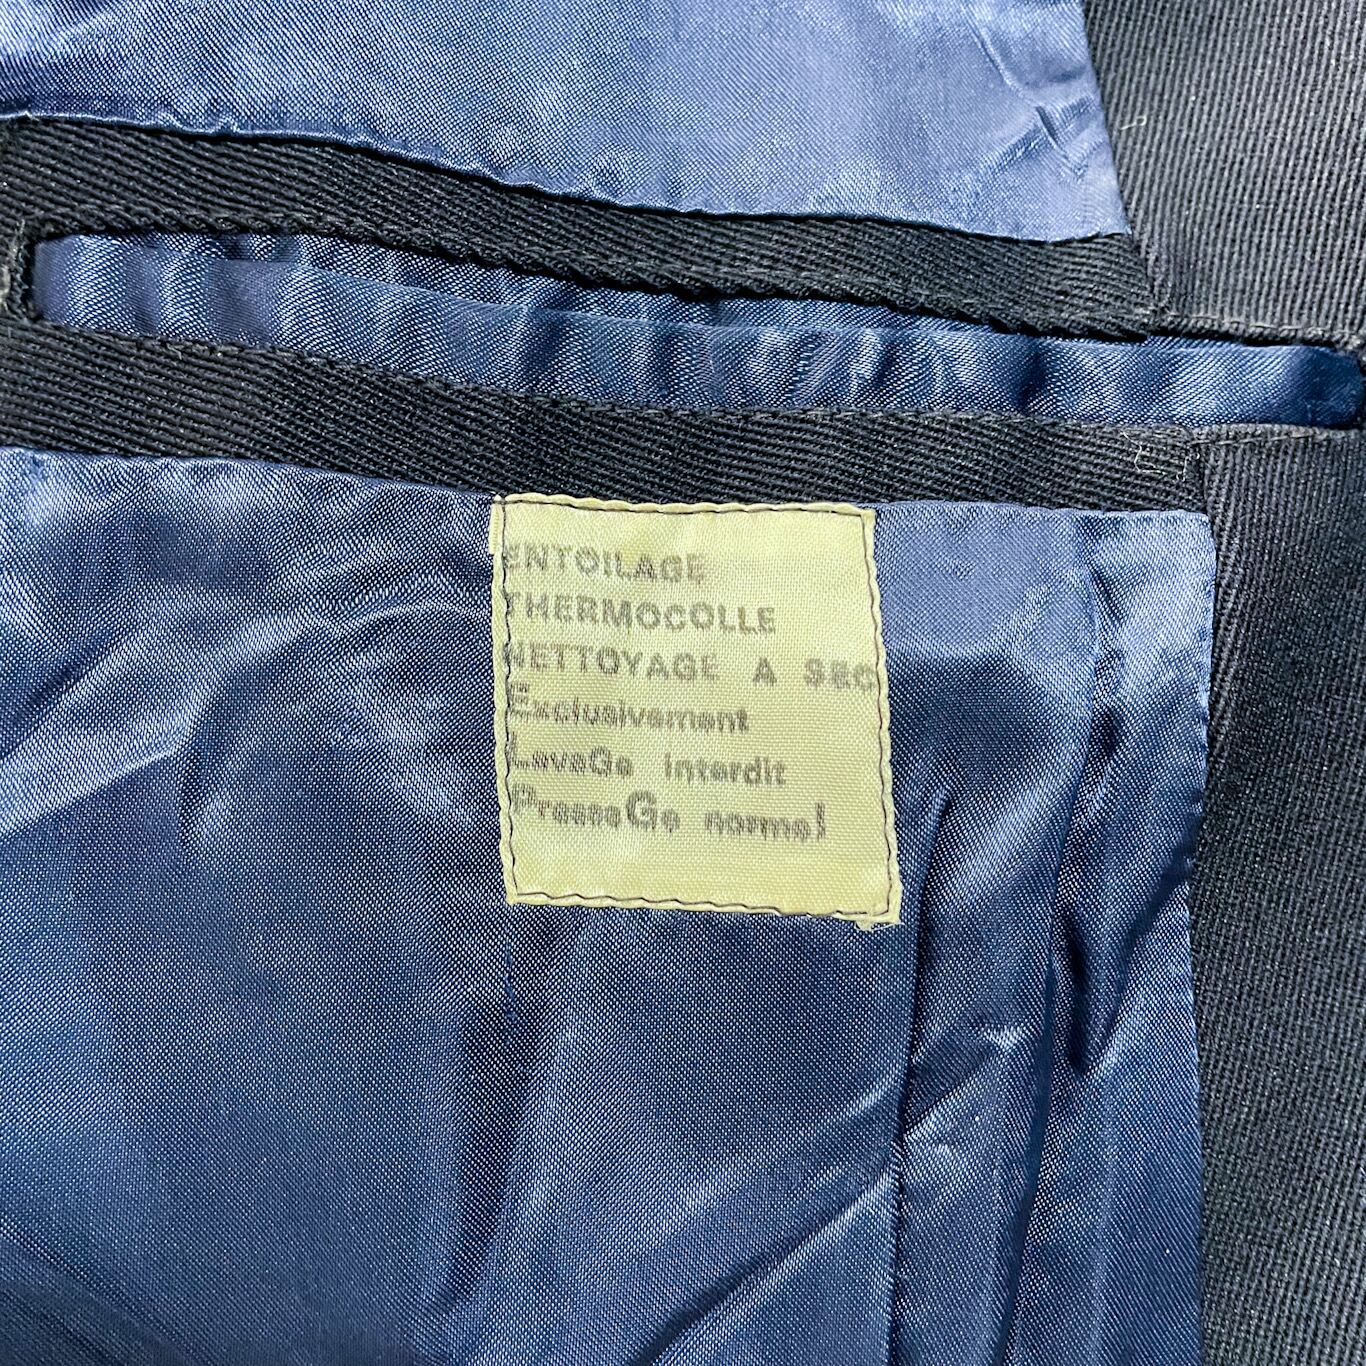 ENTOILAGE
THERMOCOLLE
NETTOYAGE A SEC
Exclusivement
LavaGe interdit
PressaGe normal